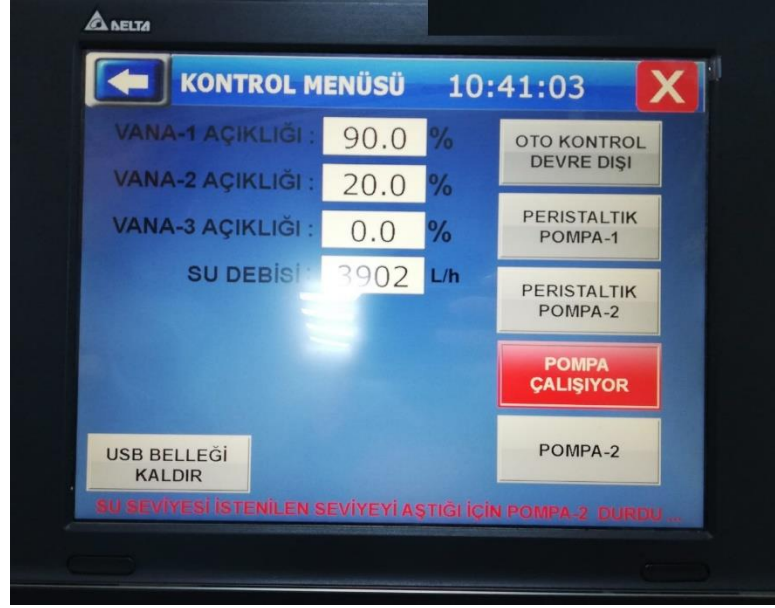 DELTA
KONTROL MENÜSÜ 10:41:03 X
VANA-1 AÇIKLIĞI : 90.0 %
VANA-2 AÇIKLIĞI : 20.0 %
VANA-3 AÇIKLIĞI : 0.0 %
SU DEBİSİ : 3902 L/h
OTO KONTROL
DEVRE DIŞI
PERISTALTIK
POMPA-1
PERISTALTIK
POMPA-2
POMPA
ÇALIŞIYOR
POMPA-2
USB BELLEĞİ
KALDIR
SU SEVİYESİ İSTENİLEN SEVİYEYİ AŞTIĞI İÇİN POMPA-2 DURDU ...